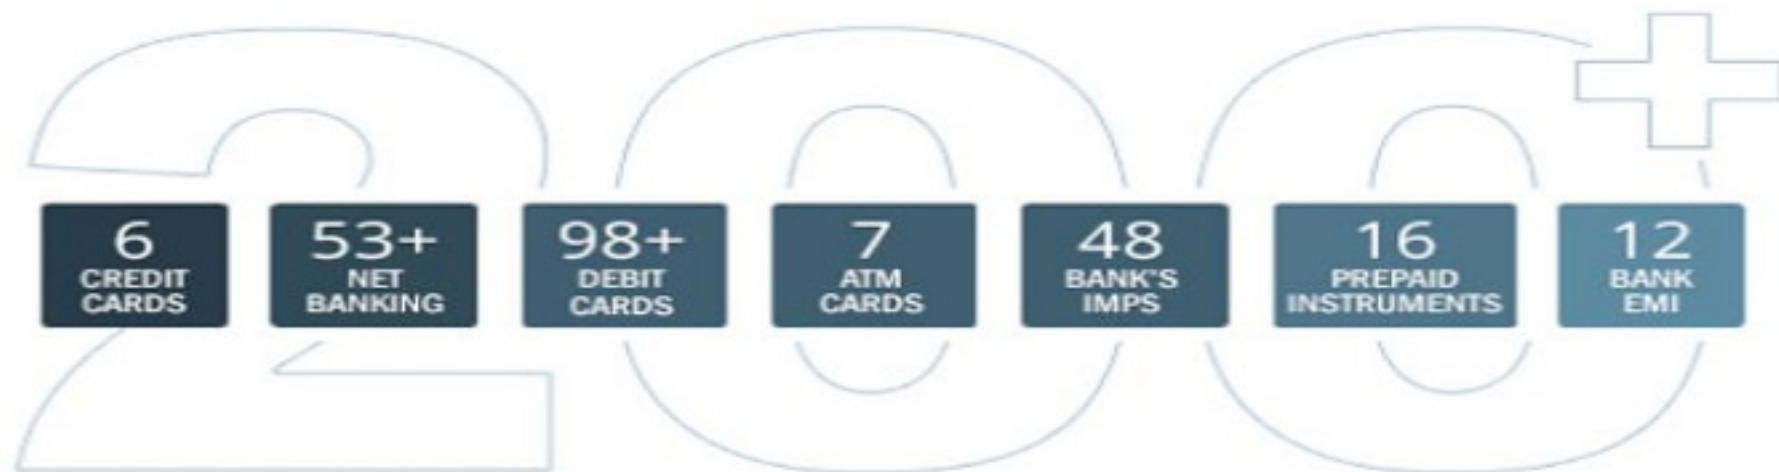 200+
6
CREDIT
CARDS
53+
NET
BANKING
98+
DEBIT
CARDS
7
ATM
CARDS
48
BANK'S
IMPS
16
PREPAID
INSTRUMENTS
12
BANK
EMI